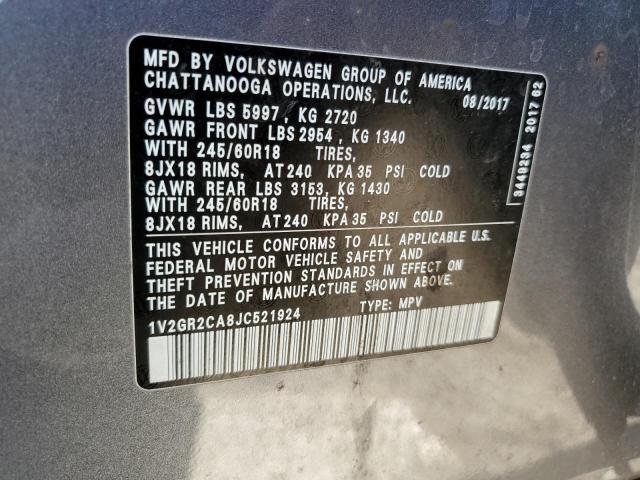 MFD BY VOLKSWAGEN GROUP OF AMERICA
CHATTANOOGA OPERATIONS, LLC. 08/2017
GVWR LBS 5997, KG 2720
GAWR FRONT LBS 2954, KG 1340
WITH 245/60R18 TIRES,
8JX18 RIMS, AT 240 KPA 35 PSI COLD
GAWR REAR LBS 3153, KG 1430
WITH 245/60R18 TIRES,
8JX18 RIMS, AT 240 KPA 35 PSI COLD
THIS VEHICLE CONFORMS TO ALL APPLICABLE U.S.
FEDERAL MOTOR VEHICLE SAFETY AND
THEFT PREVENTION STANDARDS IN EFFECT ON
THE DATE OF MANUFACTURE SHOWN ABOVE.
1V2GR2CA8JC521924 TYPE: MPV
3449234 2017 62